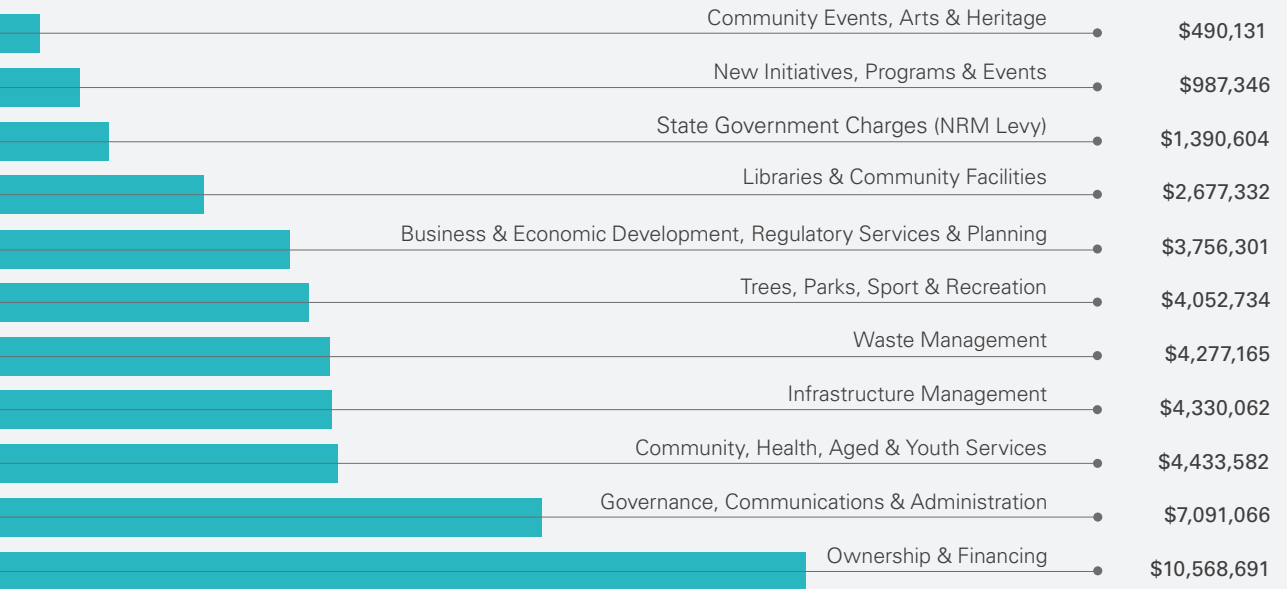 Community Events, Arts & Heritage $490,131
New Initiatives, Programs & Events $987,346
State Government Charges (NRM Levy) $1,390,604
Libraries & Community Facilities $2,677,332
Business & Economic Development, Regulatory Services & Planning $3,756,301
Trees, Parks, Sport & Recreation $4,052,734
Waste Management $4,277,165
Infrastructure Management $4,330,062
Community, Health, Aged & Youth Services $4,433,582
Governance, Communications & Administration $7,091,066
Ownership & Financing $10,568,691